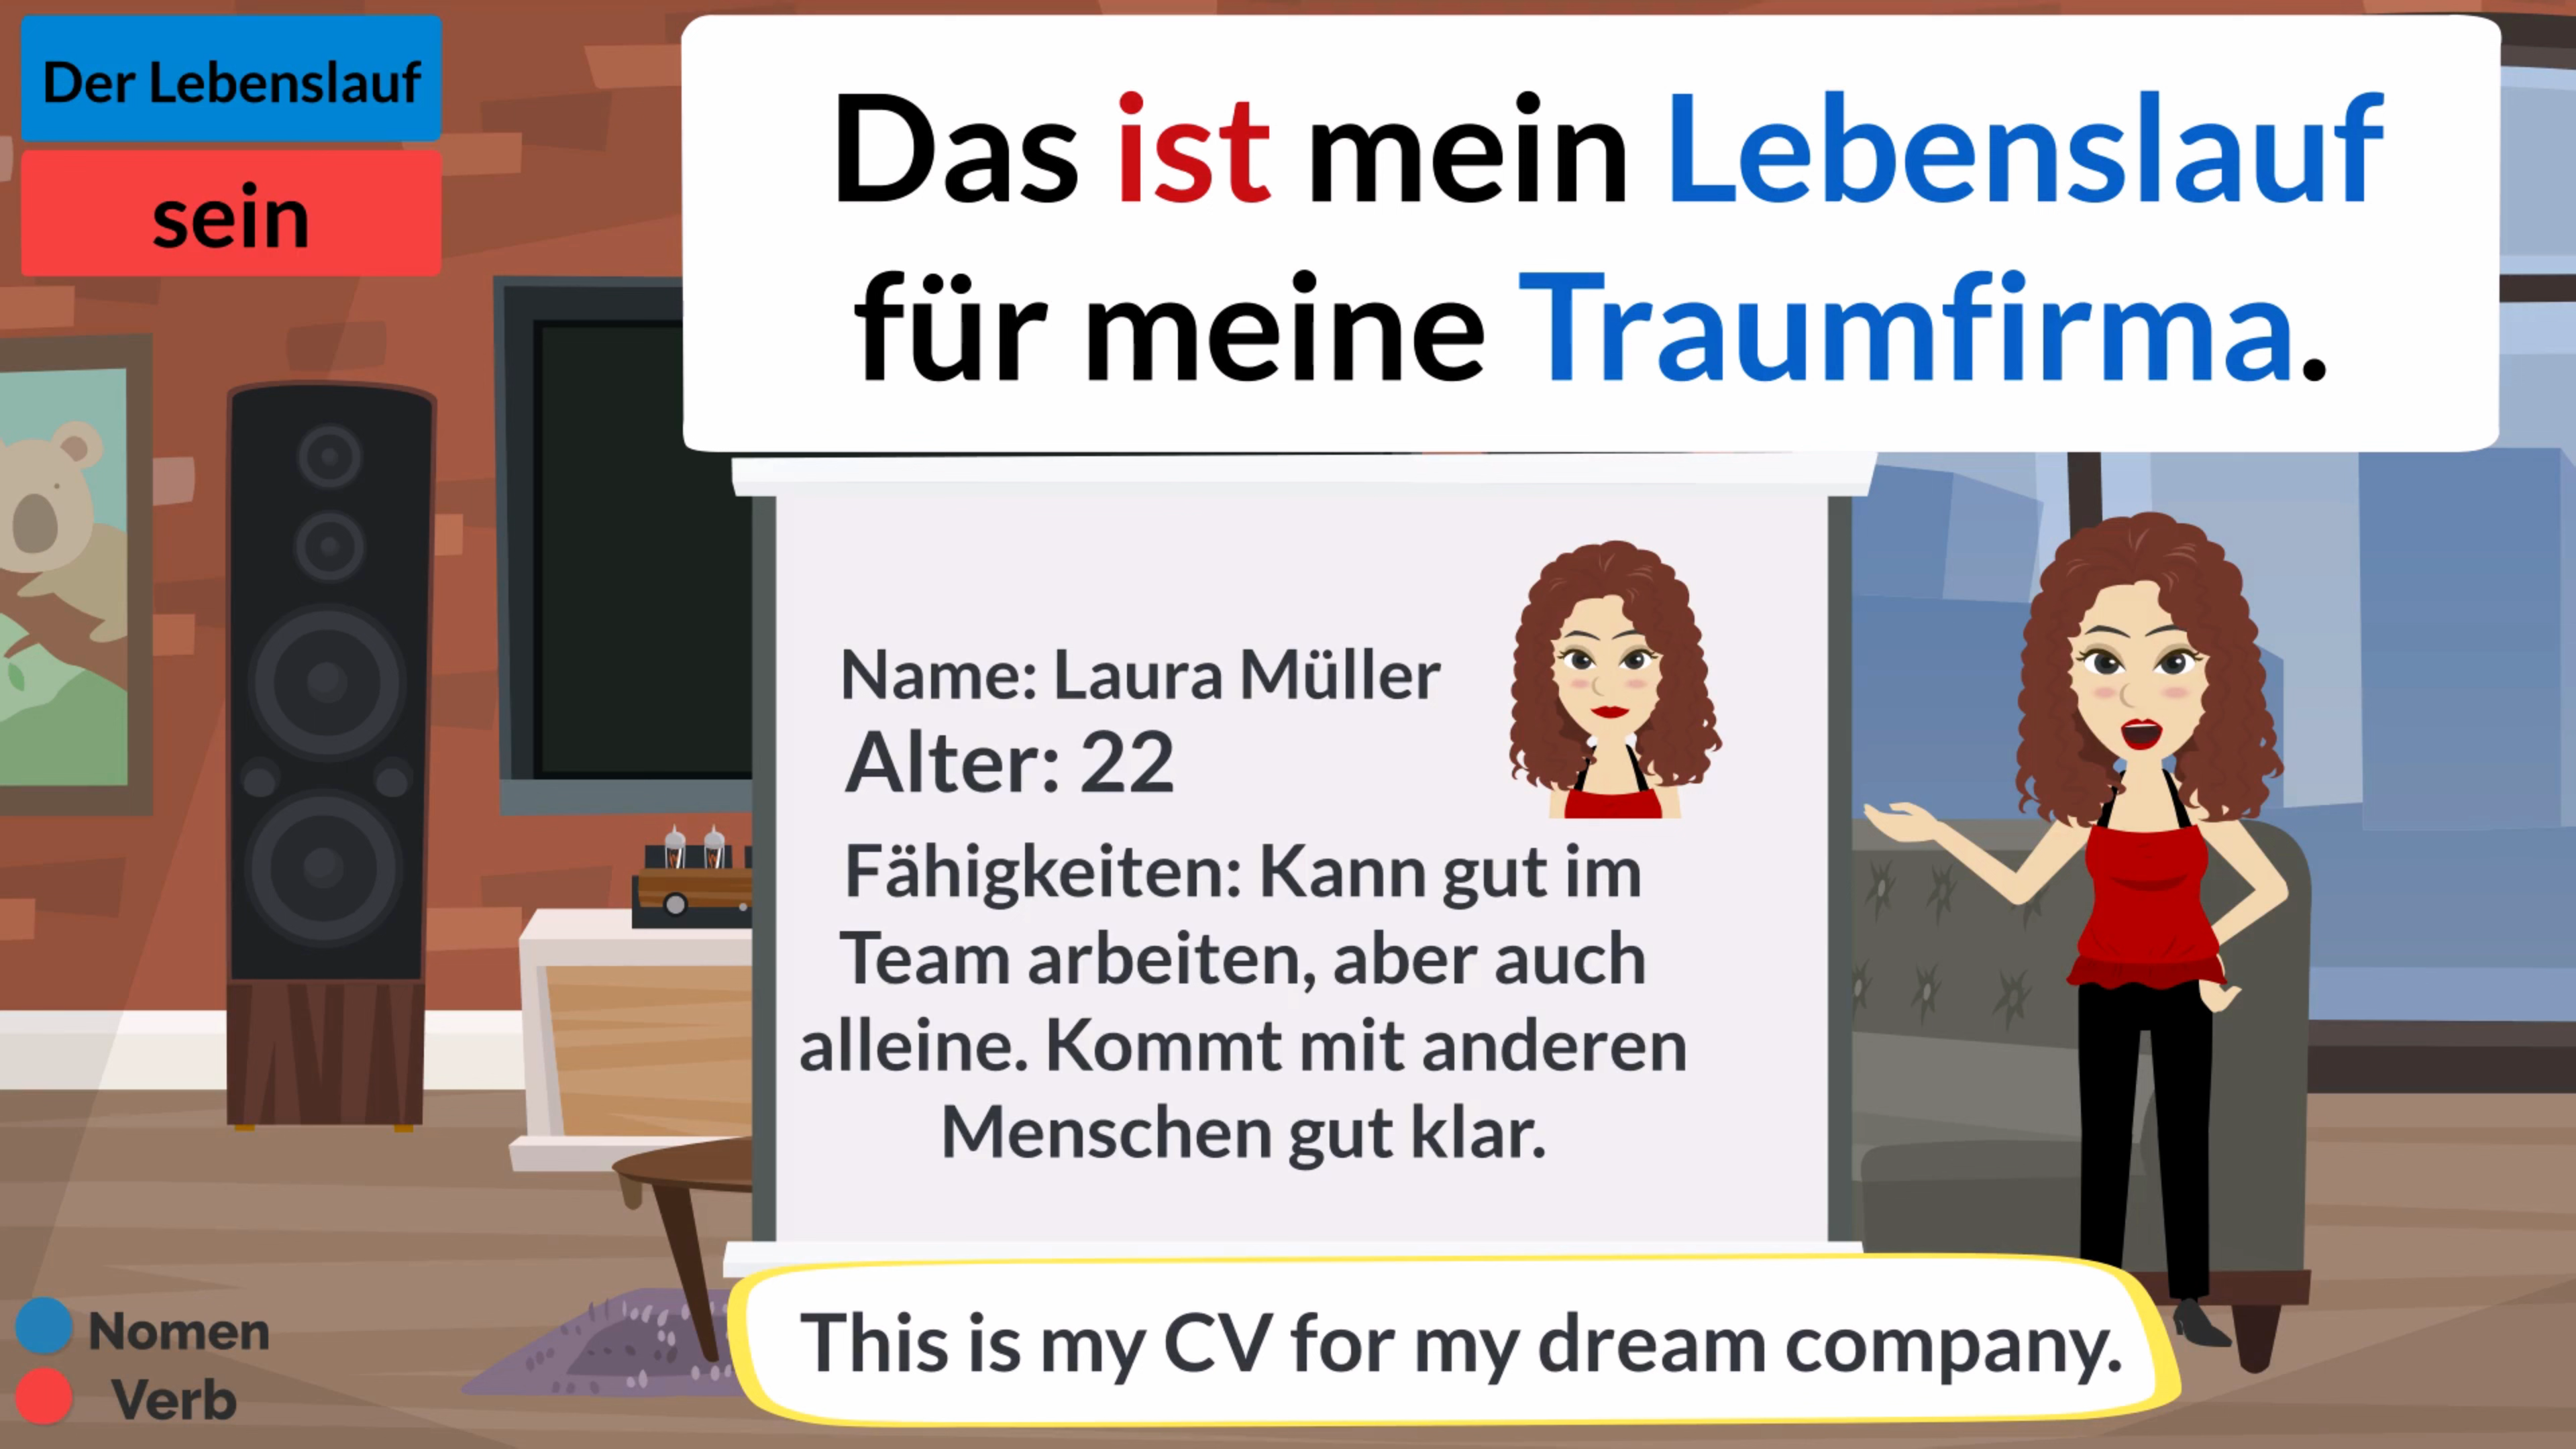 Der Lebenslauf
sein
Das ist mein Lebenslauf
für meine Traumfirma.
Name: Laura Müller
Alter: 22
Fähigkeiten: Kann gut im
Team arbeiten, aber auch
alleine. Kommt mit anderen
Menschen gut klar.
This is my CV for my dream company.
Nomen
Verb